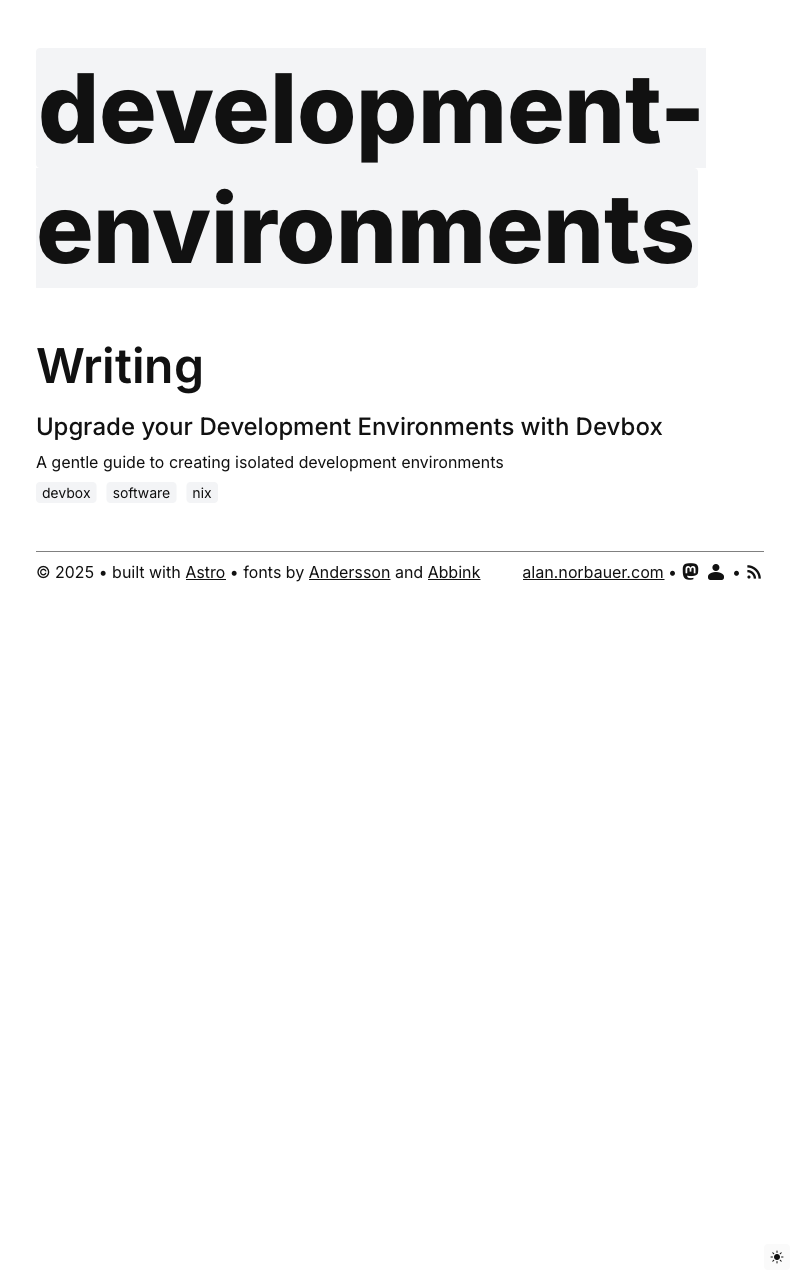 development-
environments
Writing
Upgrade your Development Environments with Devbox
A gentle guide to creating isolated development environments
devbox software nix
© 2025 • built with Astro • fonts by Andersson and Abbink alan.norbauer.com • •